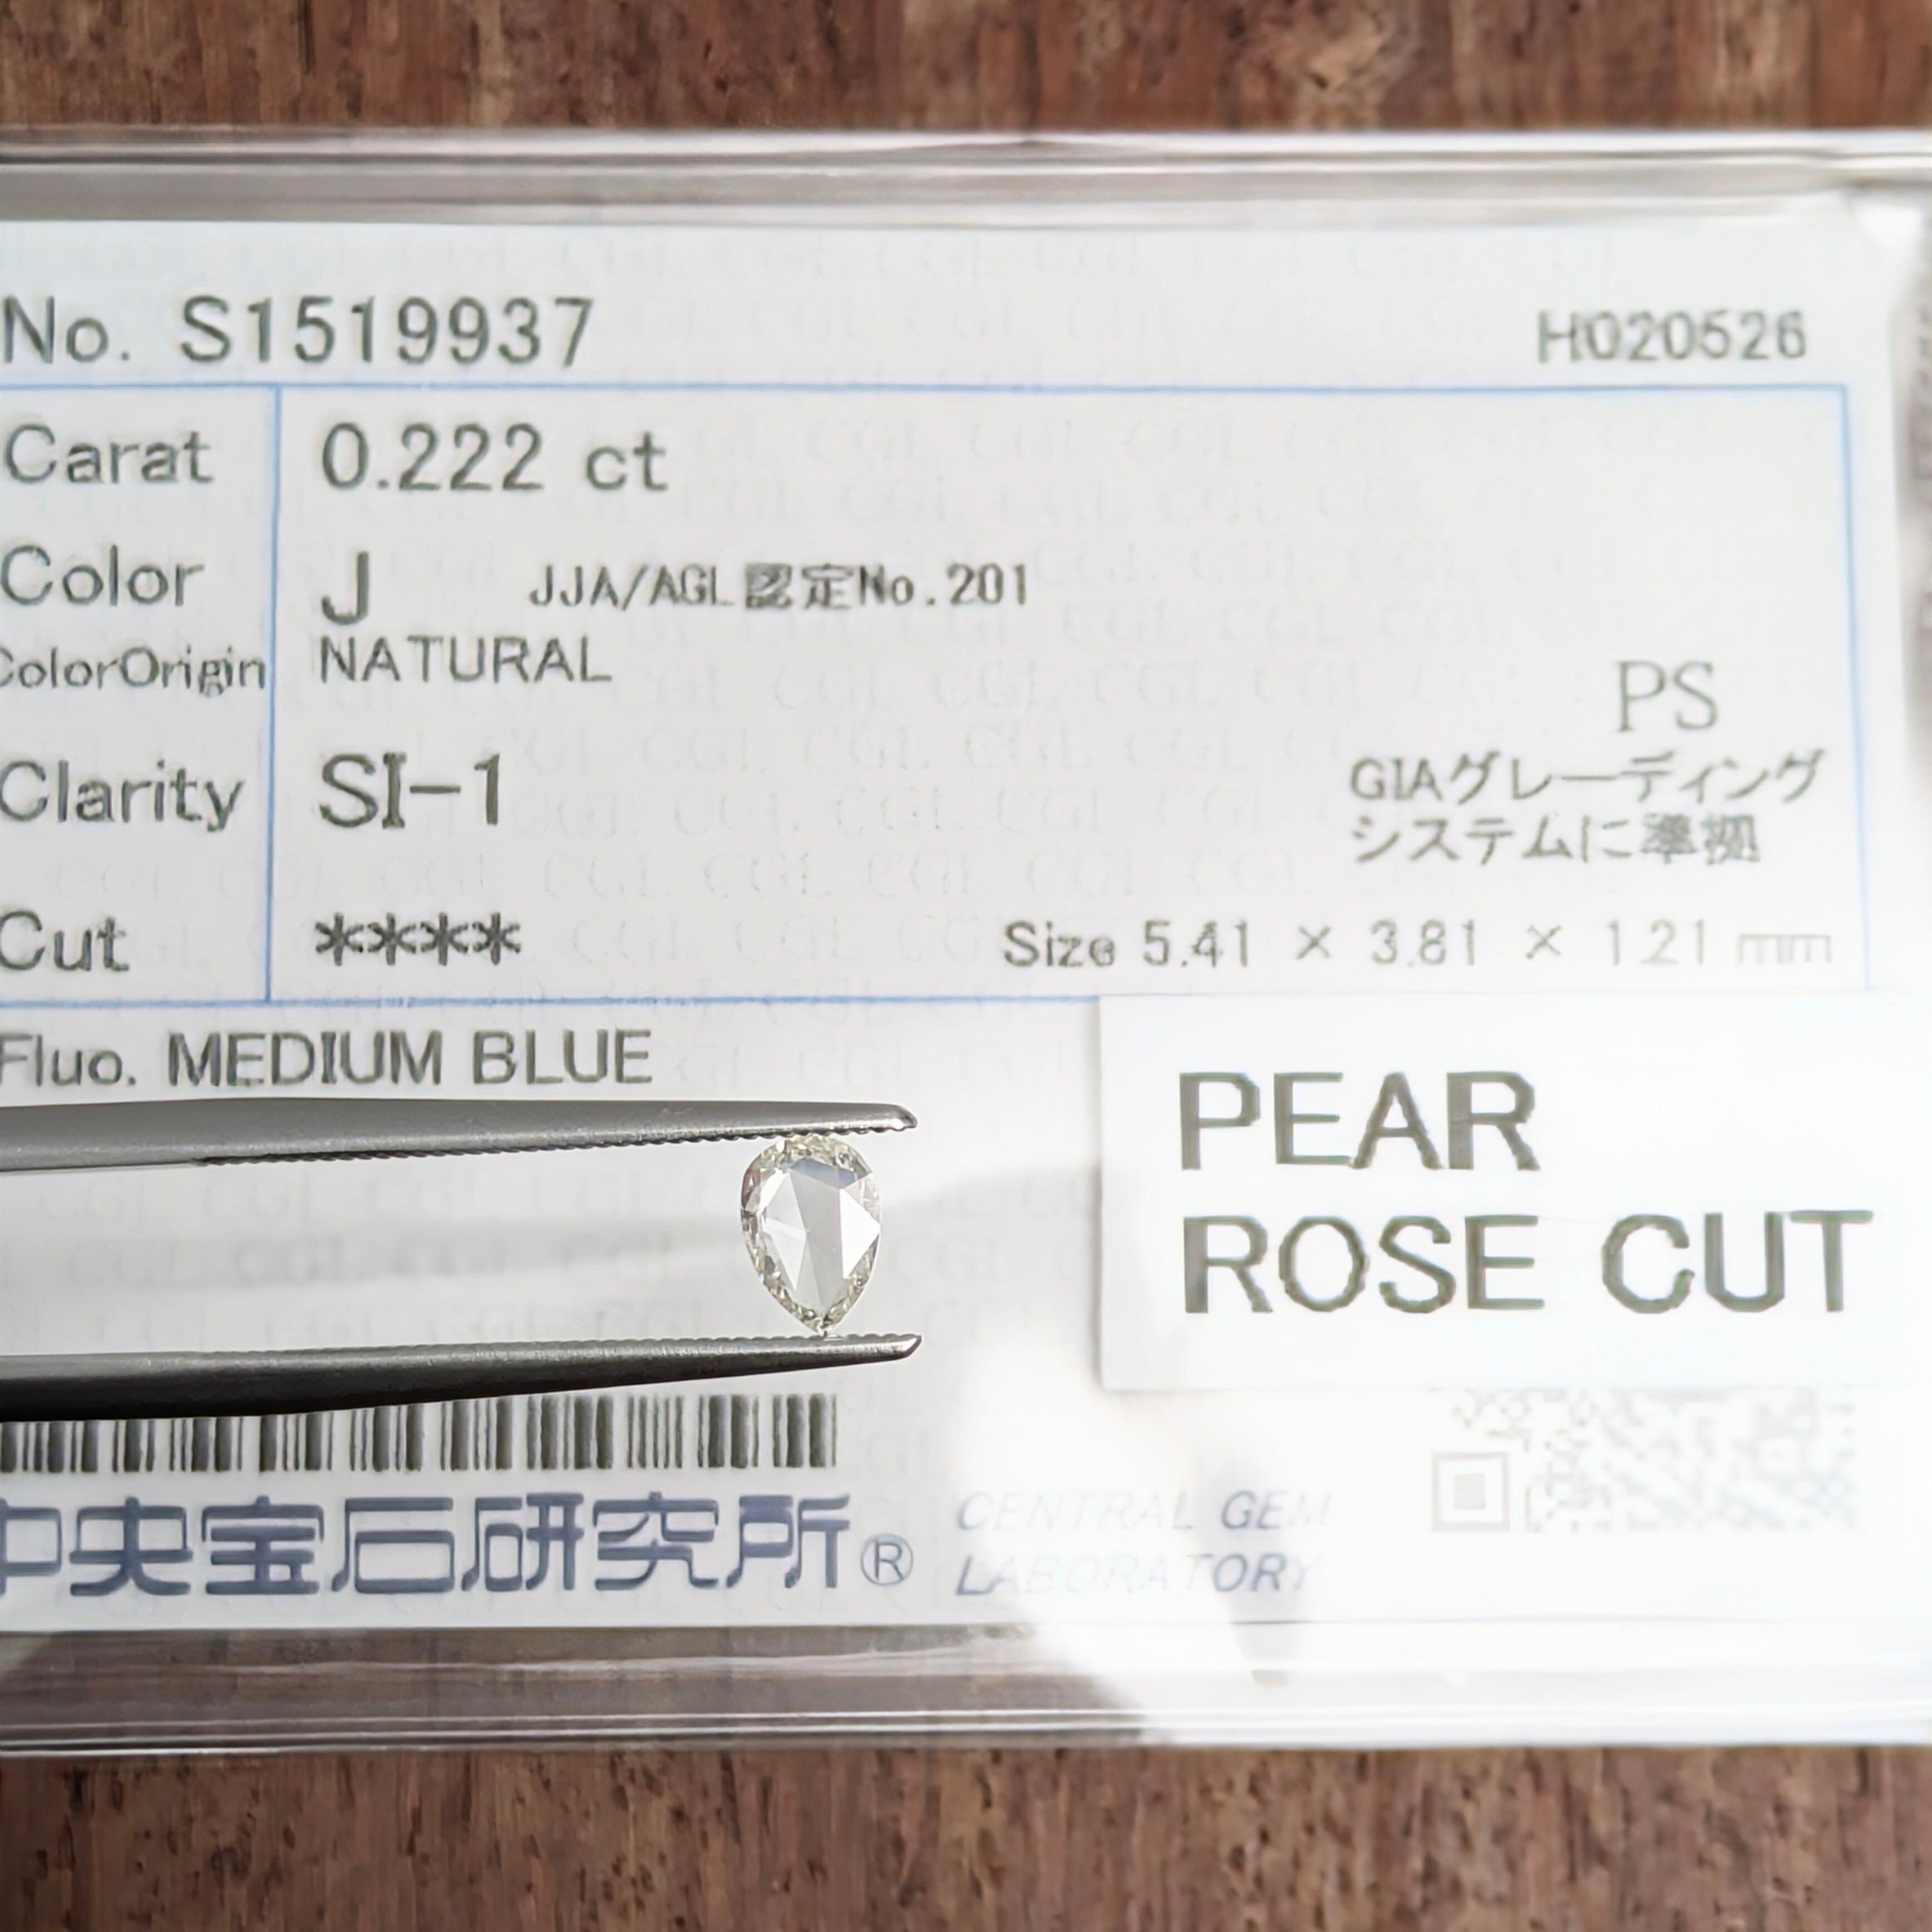 No. S1519937 H020526
Carat 0.222 ct
Color J JJA/AGL認定No.201
ColorOrigin NATURAL
PS
Clarity SI-1
GIAグレーディング
システムに準拠
Cut **** Size 5.41 × 3.81 × 1.21 mm
Fluo. MEDIUM BLUE
PEAR
ROSE CUT
中央宝石研究所®
CENTRAL GEM
LABORATORY